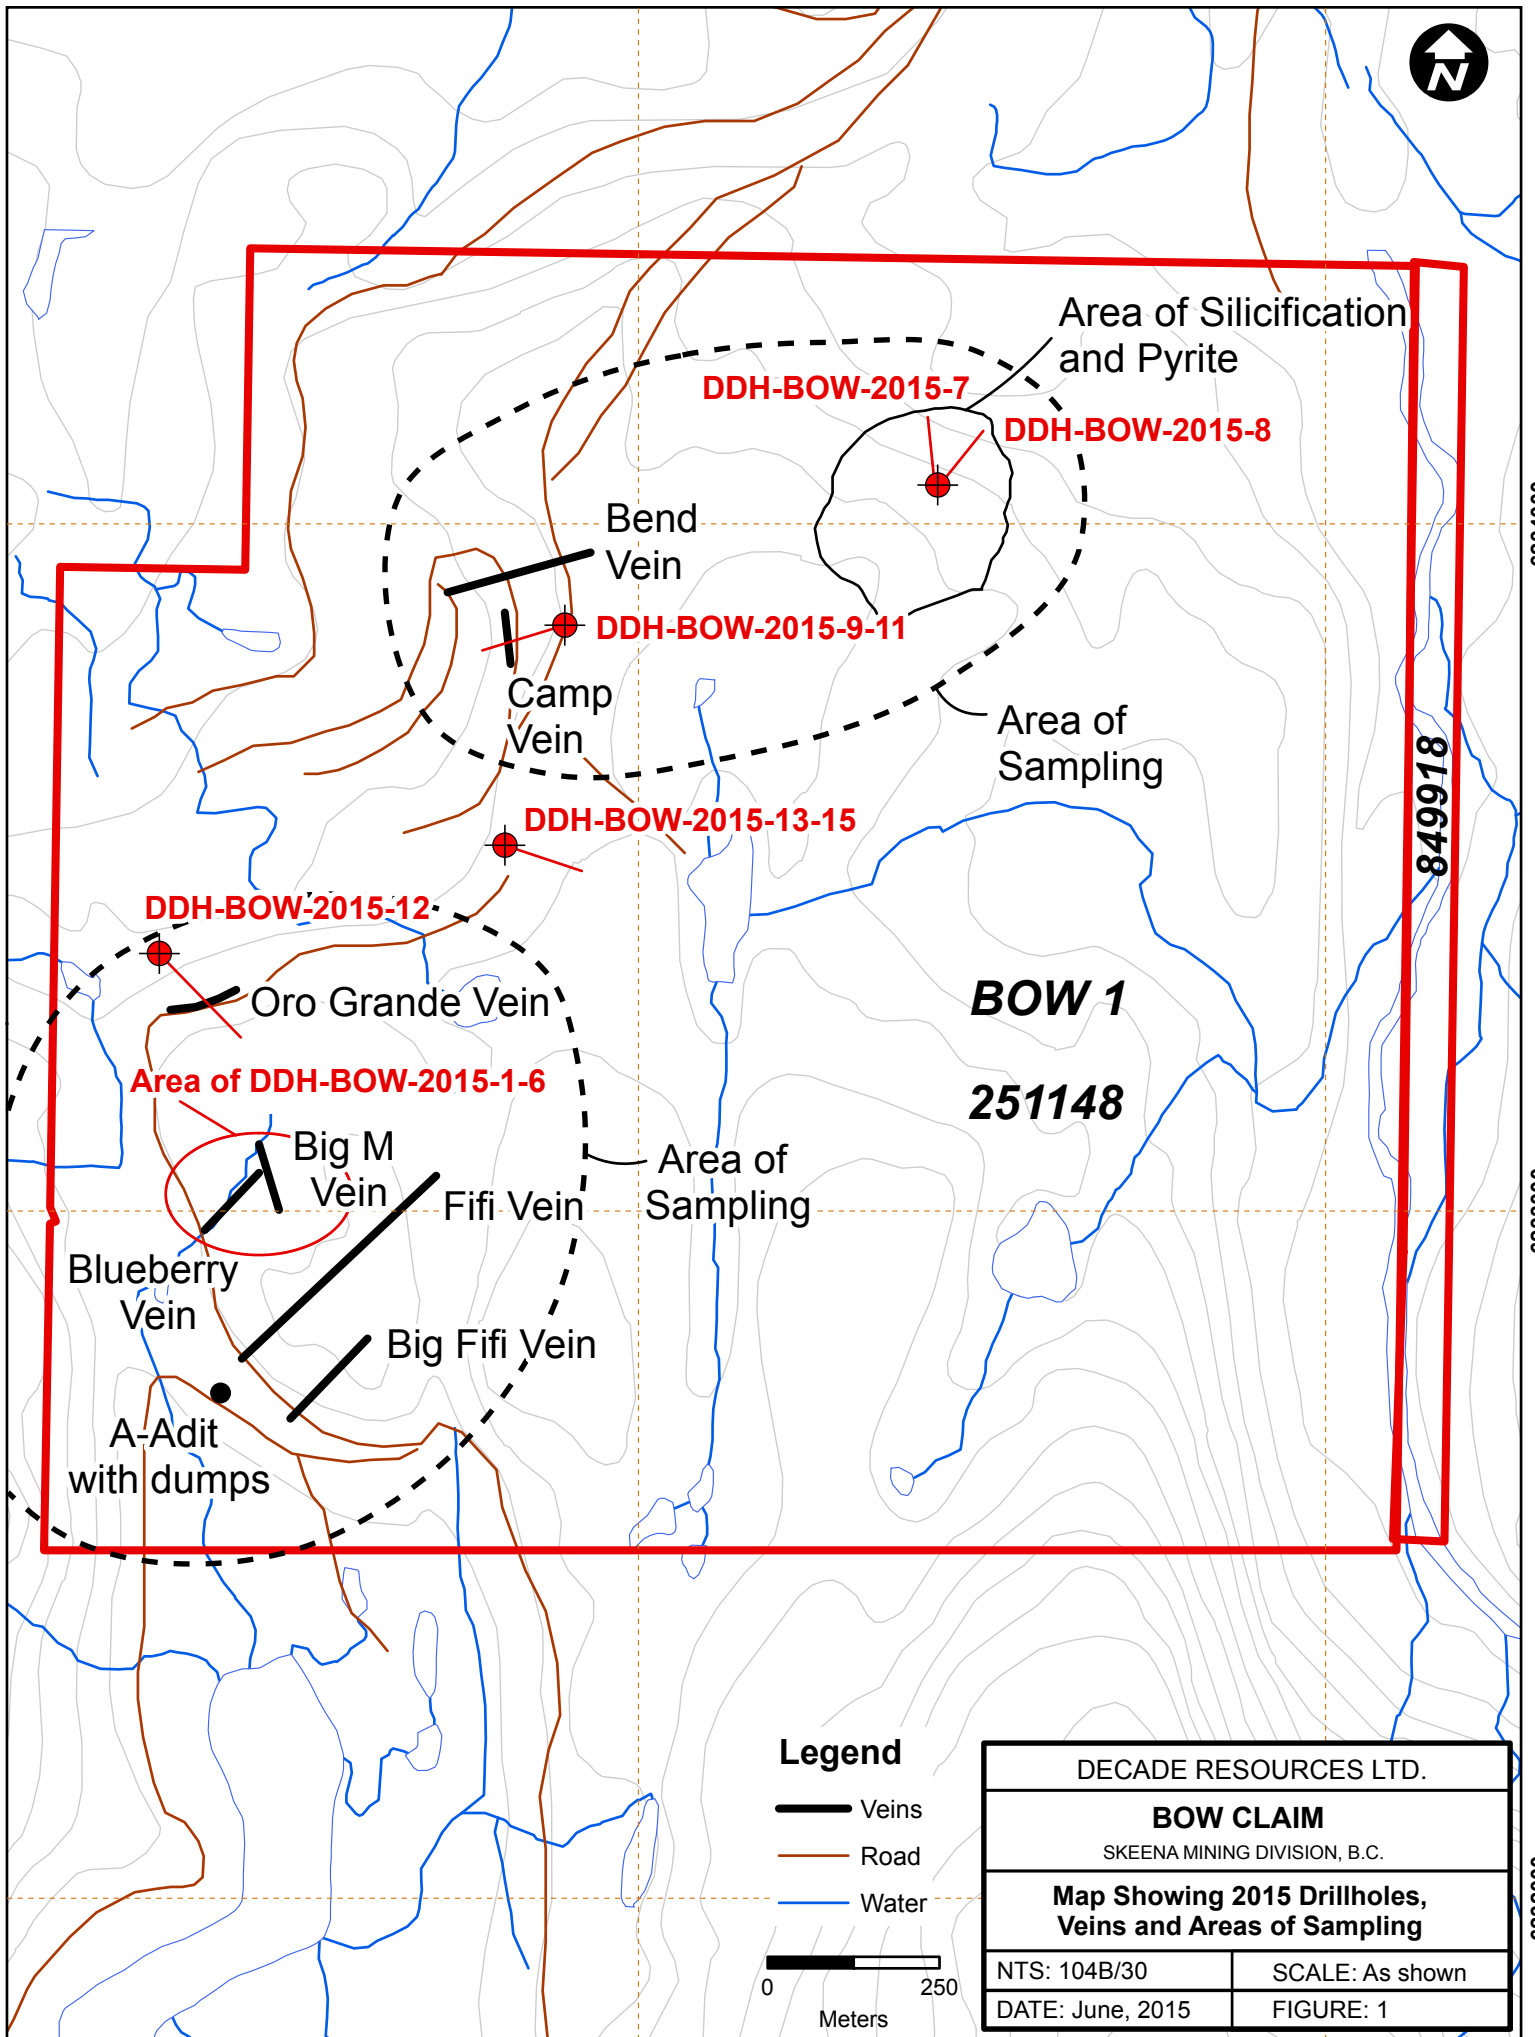 N
Area of Silicification
and Pyrite
DDH-BOW-2015-7
DDH-BOW-2015-8
Bend
Vein
DDH-BOW-2015-9-11
Camp
Vein
Area of
Sampling
849918
DDH-BOW-2015-13-15
DDH-BOW-2015-12
Oro Grande Vein
BOW 1
251148
Area of DDH-BOW-2015-1-6
Big M
Vein
Fifi Vein
Area of
Sampling
Blueberry
Vein
Big Fifi Vein
A-Adit
with dumps
Legend
Veins
Road
Water
0 250
Meters
DECADE RESOURCES LTD.
BOW CLAIM
SKEENA MINING DIVISION, B.C.
Map Showing 2015 Drillholes,
Veins and Areas of Sampling
NTS: 104B/30
SCALE: As shown
DATE: June, 2015
FIGURE: 1